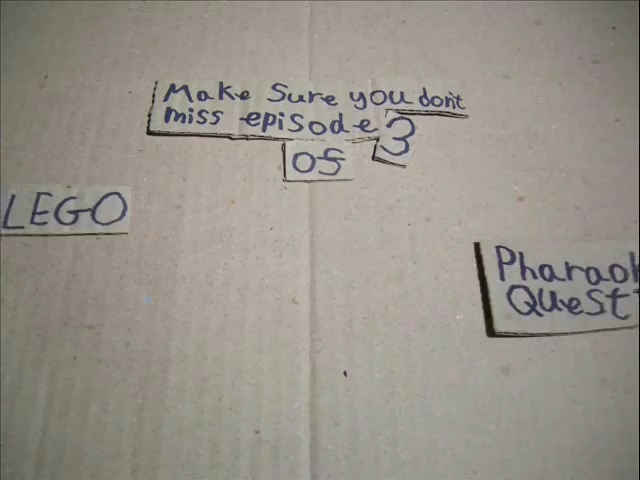 Make Sure you don't
miss episode 3
of
LEGO
Pharaoh
Quest